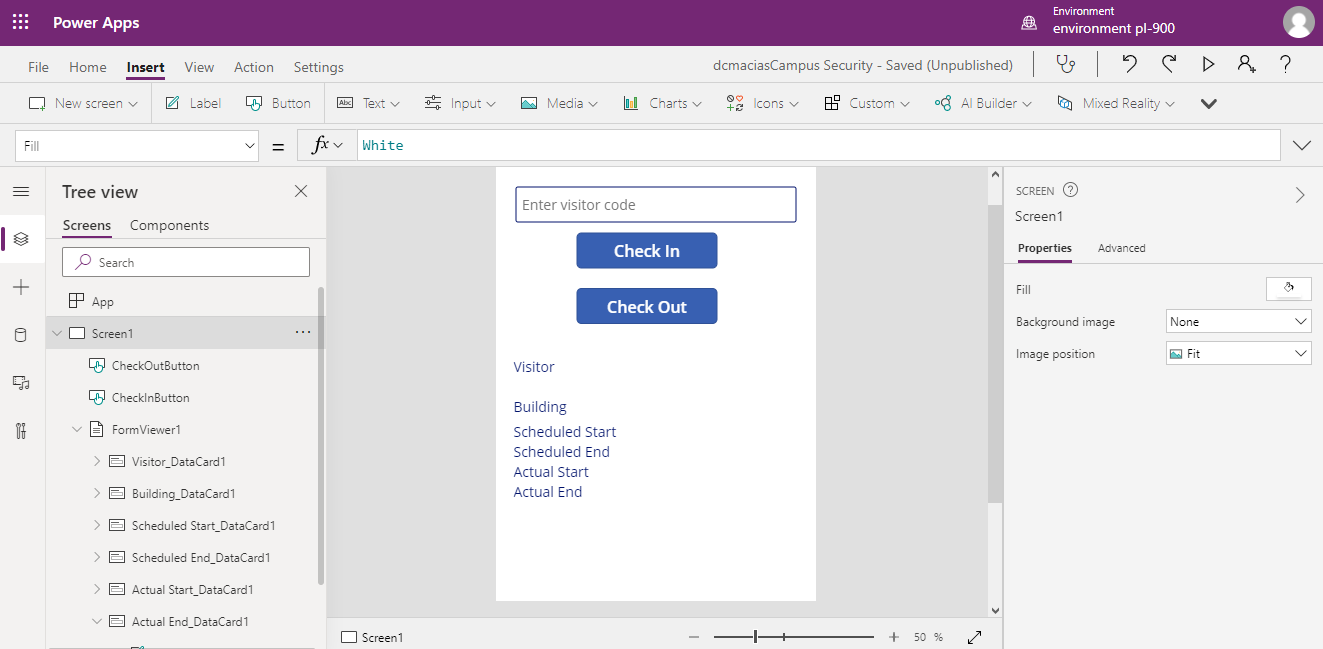 Power Apps
Environment
environment pl-900
File Home Insert View Action Settings
dcmaciasCampus Security - Saved (Unpublished)
New screen Label Button Text Input Media Charts Icons Custom AI Builder Mixed Reality
Fill = fx White
Tree view
Screens Components
Search
App
Screen1
CheckOutButton
CheckInButton
FormViewer1
Visitor_DataCard1
Building_DataCard1
Scheduled Start_DataCard1
Scheduled End_DataCard1
Actual Start_DataCard1
Actual End_DataCard1
Enter visitor code
Check In
Check Out
Visitor
Building
Scheduled Start
Scheduled End
Actual Start
Actual End
Screen1
50 %
SCREEN
Screen1
Properties Advanced
Fill
Background image None
Image position Fit